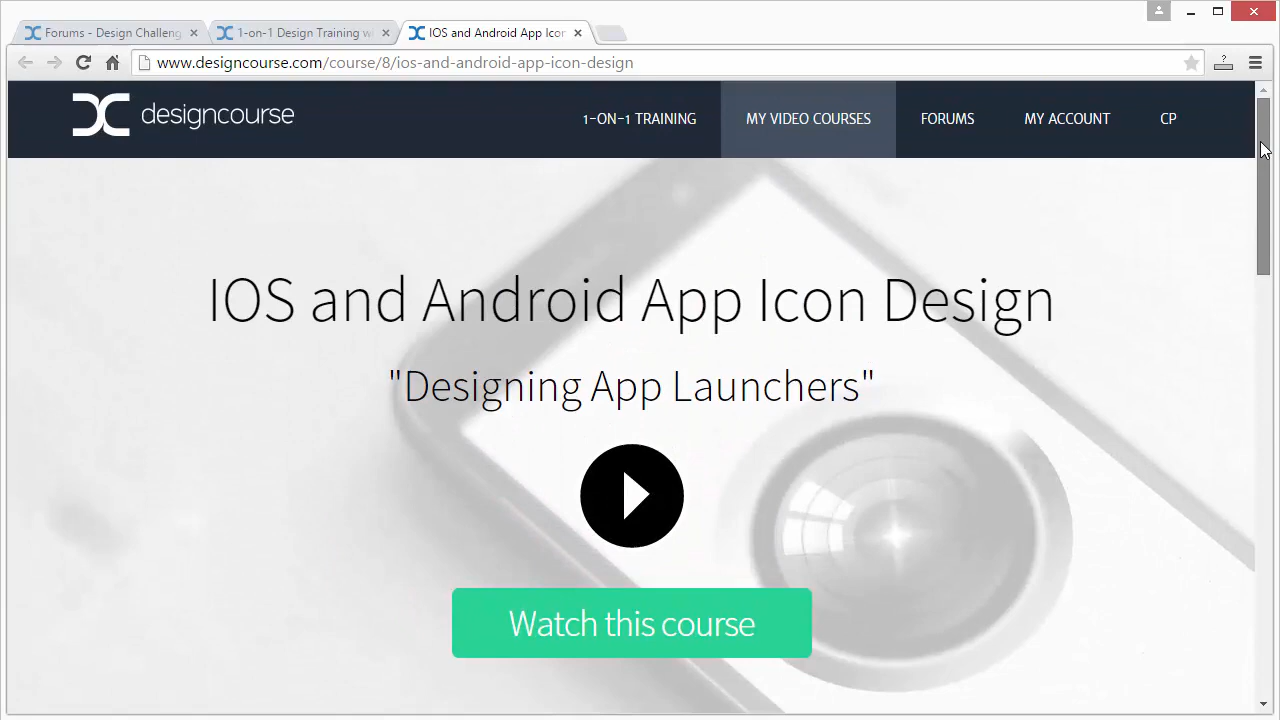 Forums - Design Challeng
1-on-1 Design Training w
IOS and Android App Icon
www.designcourse.com/course/8/ios-and-android-app-icon-design
designcourse
1-ON-1 TRAINING
MY VIDEO COURSES
FORUMS
MY ACCOUNT
CP
IOS and Android App Icon Design
"Designing App Launchers"
Watch this course